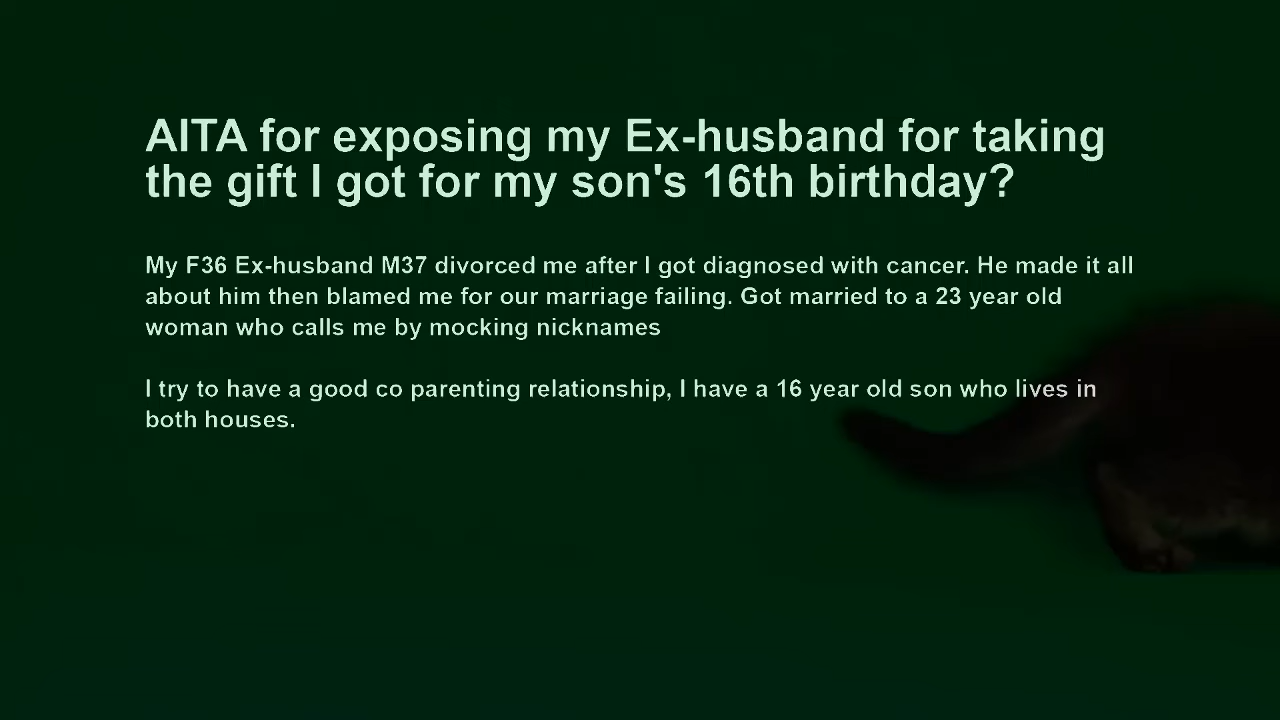 AITA for exposing my Ex-husband for taking
the gift I got for my son's 16th birthday?
My F36 Ex-husband M37 divorced me after I got diagnosed with cancer. He made it all
about him then blamed me for our marriage failing. Got married to a 23 year old
woman who calls me by mocking nicknames
I try to have a good co parenting relationship, I have a 16 year old son who lives in
both houses.